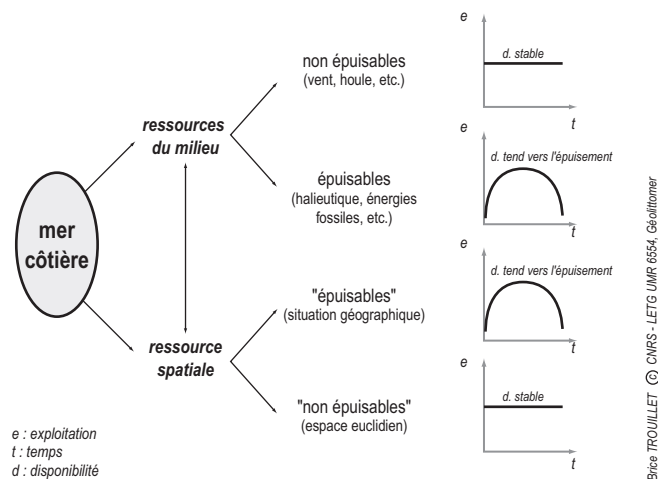 mer
côtière
ressources
du milieu
ressource
spatiale
non épuisables
(vent, houle, etc.)
épuisables
(halieutique, énergies
fossiles, etc.)
"épuisables"
(situation géographique)
"non épuisables"
(espace euclidien)
e
d. stable
t
e
d. tend vers l'épuisement
t
e
d. tend vers l'épuisement
t
e
d. stable
t
e : exploitation
t : temps
d : disponibilité
Brice TROUILLET © CNRS - LETG UMR 6554, Géolittomer